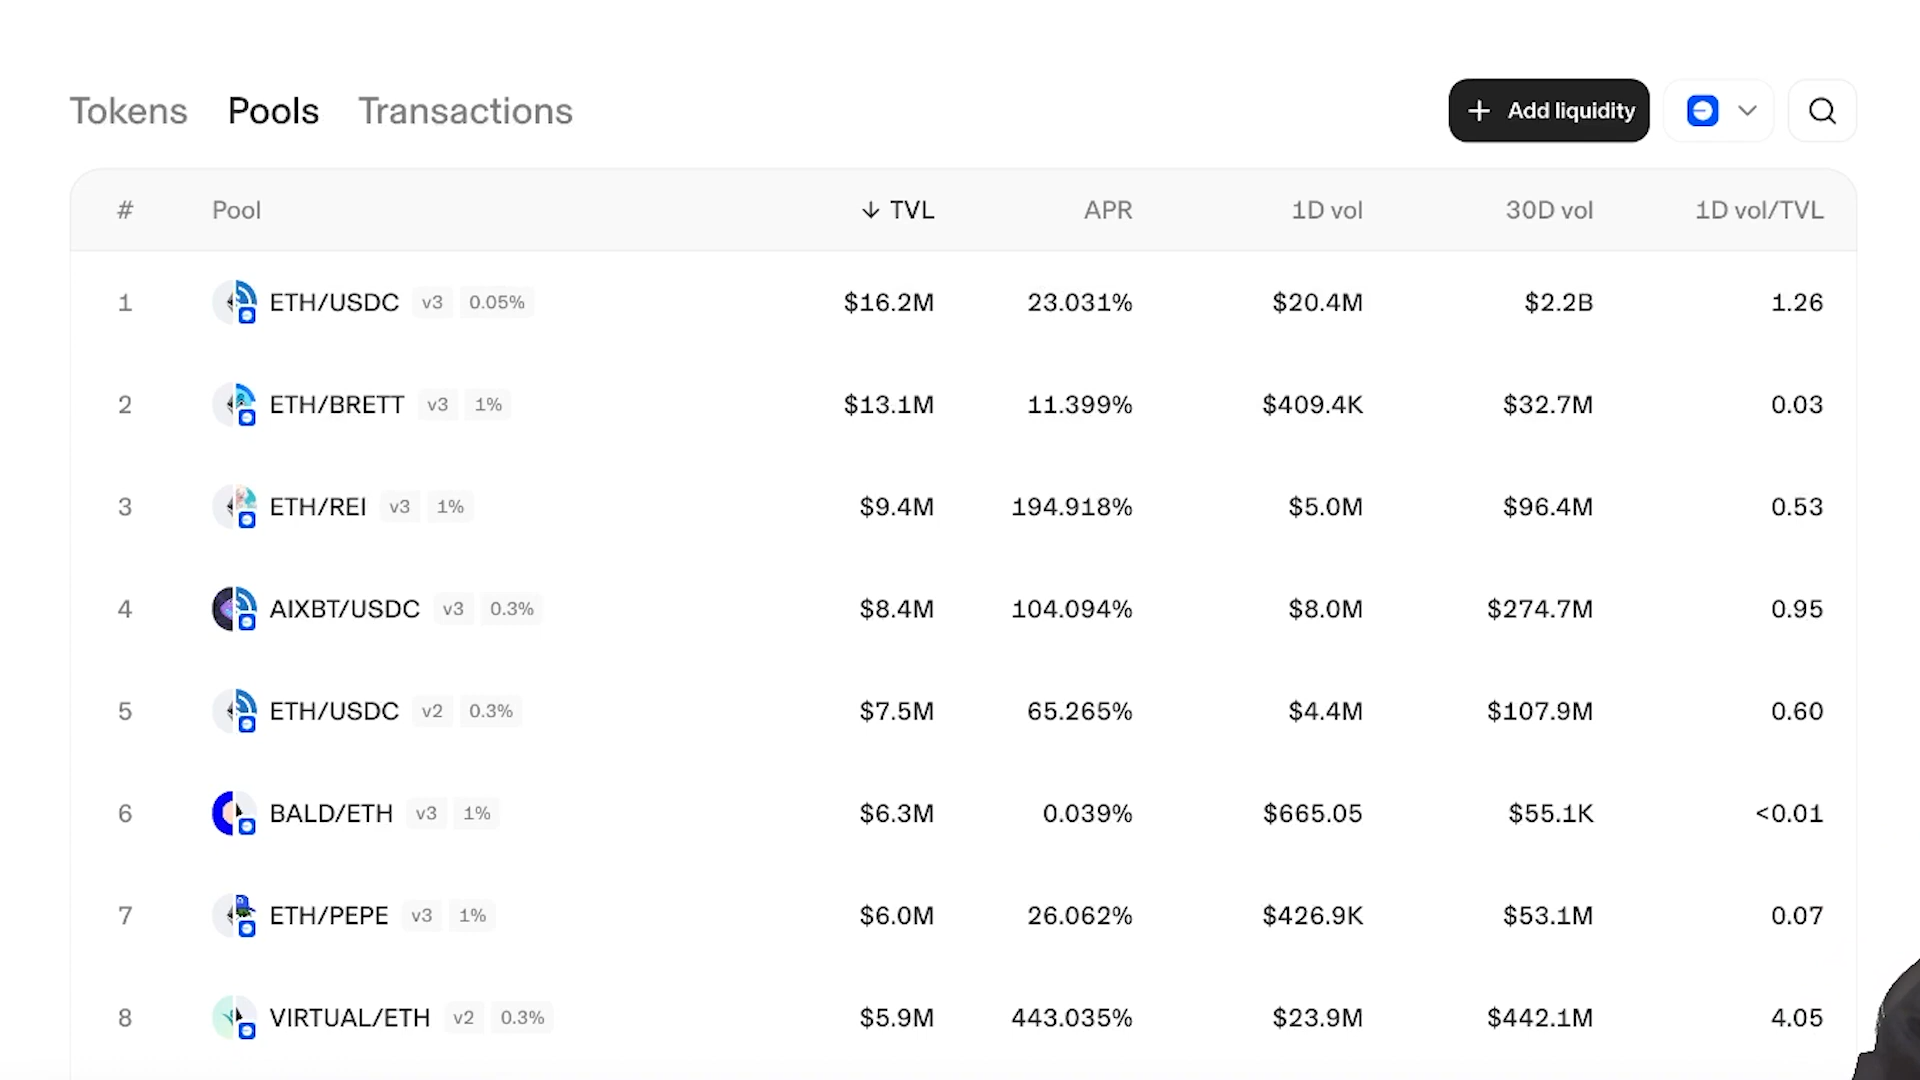 Tokens Pools Transactions + Add liquidity
# Pool ↓ TVL APR 1D vol 30D vol 1D vol/TVL
1 ETH/USDC v3 0.05% $16.2M 23.031% $20.4M $2.2B 1.26
2 ETH/BRETT v3 1% $13.1M 11.399% $409.4K $32.7M 0.03
3 ETH/REI v3 1% $9.4M 194.918% $5.0M $96.4M 0.53
4 AIXBT/USDC v3 0.3% $8.4M 104.094% $8.0M $274.7M 0.95
5 ETH/USDC v2 0.3% $7.5M 65.265% $4.4M $107.9M 0.60
6 BALD/ETH v3 1% $6.3M 0.039% $665.05 $55.1K <0.01
7 ETH/PEPE v3 1% $6.0M 26.062% $426.9K $53.1M 0.07
8 VIRTUAL/ETH v2 0.3% $5.9M 443.035% $23.9M $442.1M 4.05